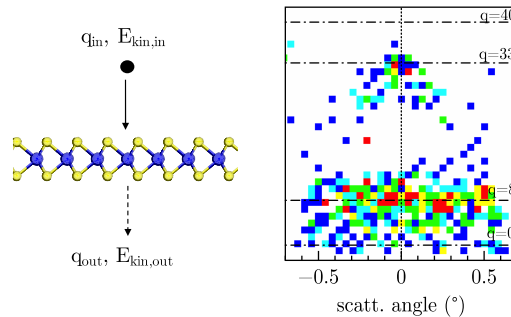 q_in, E_kin,in
q_out, E_kin,out
q=40
q=33
q=8
q=0
−0.5 0 0.5
scatt. angle (°)